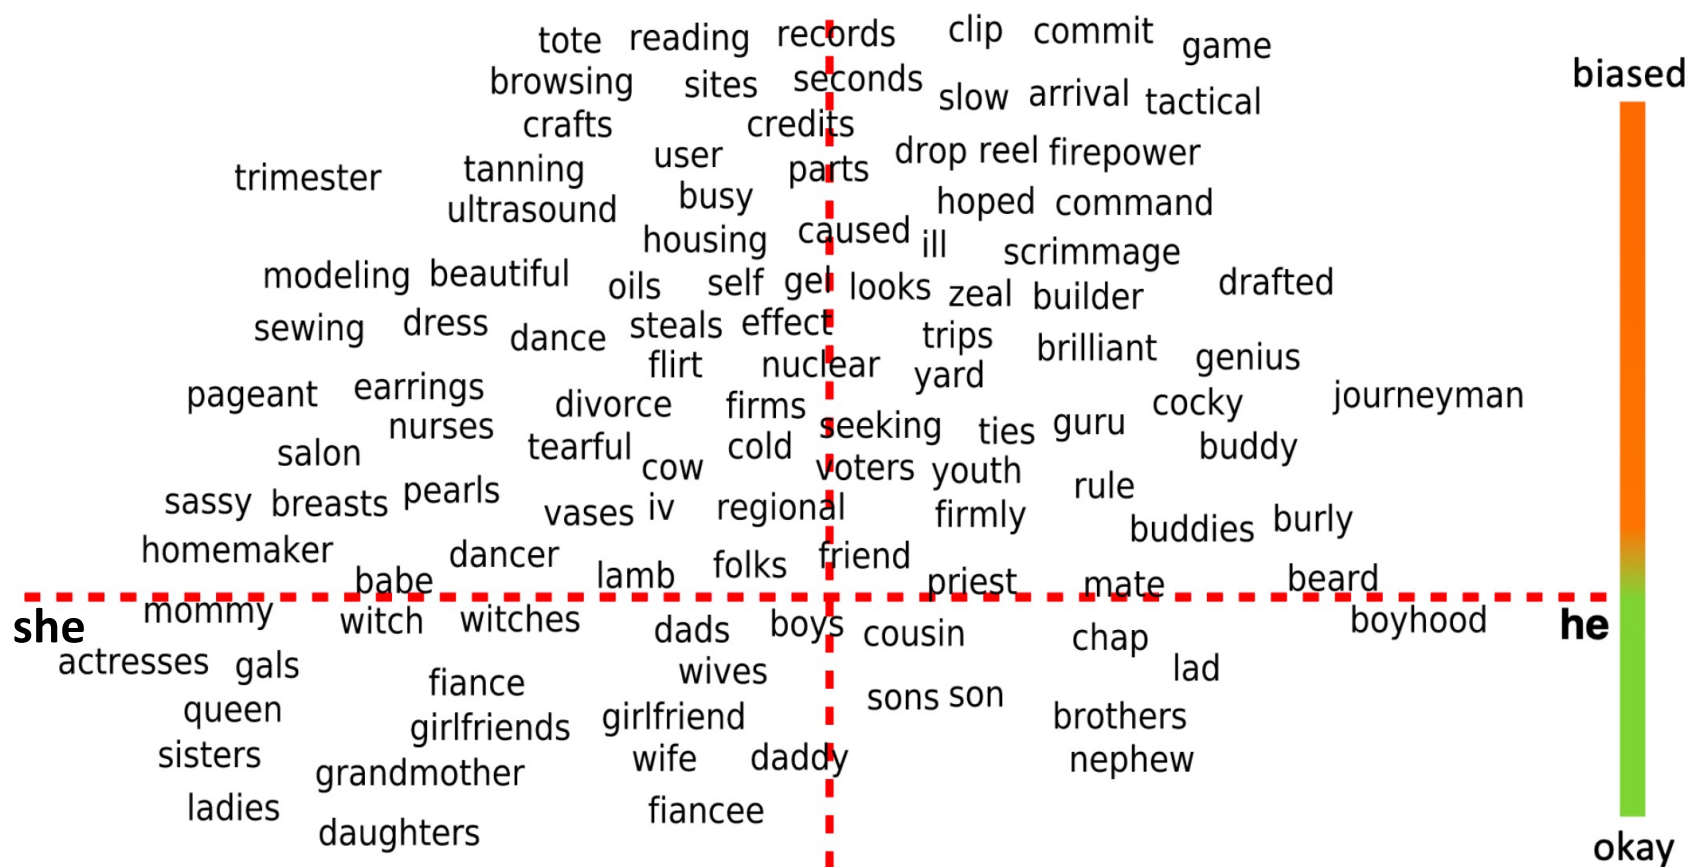 tote reading records clip commit game
biased
browsing sites seconds slow arrival tactical
crafts credits
trimester tanning user parts drop reel firepower
ultrasound busy hoped command
housing caused ill scrimmage
modeling beautiful oils self gel looks zeal builder drafted
sewing dress dance steals effect trips brilliant genius
flirt nuclear yard
pageant earrings divorce firms cocky journeyman
nurses seeking ties guru
salon tearful cow cold voters youth buddy
sassy breasts pearls rule
vases iv regional firmly buddies burly
homemaker dancer lamb folks friend
babe priest mate beard
she mommy witch witches dads boys cousin chap boyhood he
actresses gals wives lad
queen fiance sons son
girlfriends girlfriend brothers
sisters grandmother wife daddy nephew
ladies fiancee
daughters okay